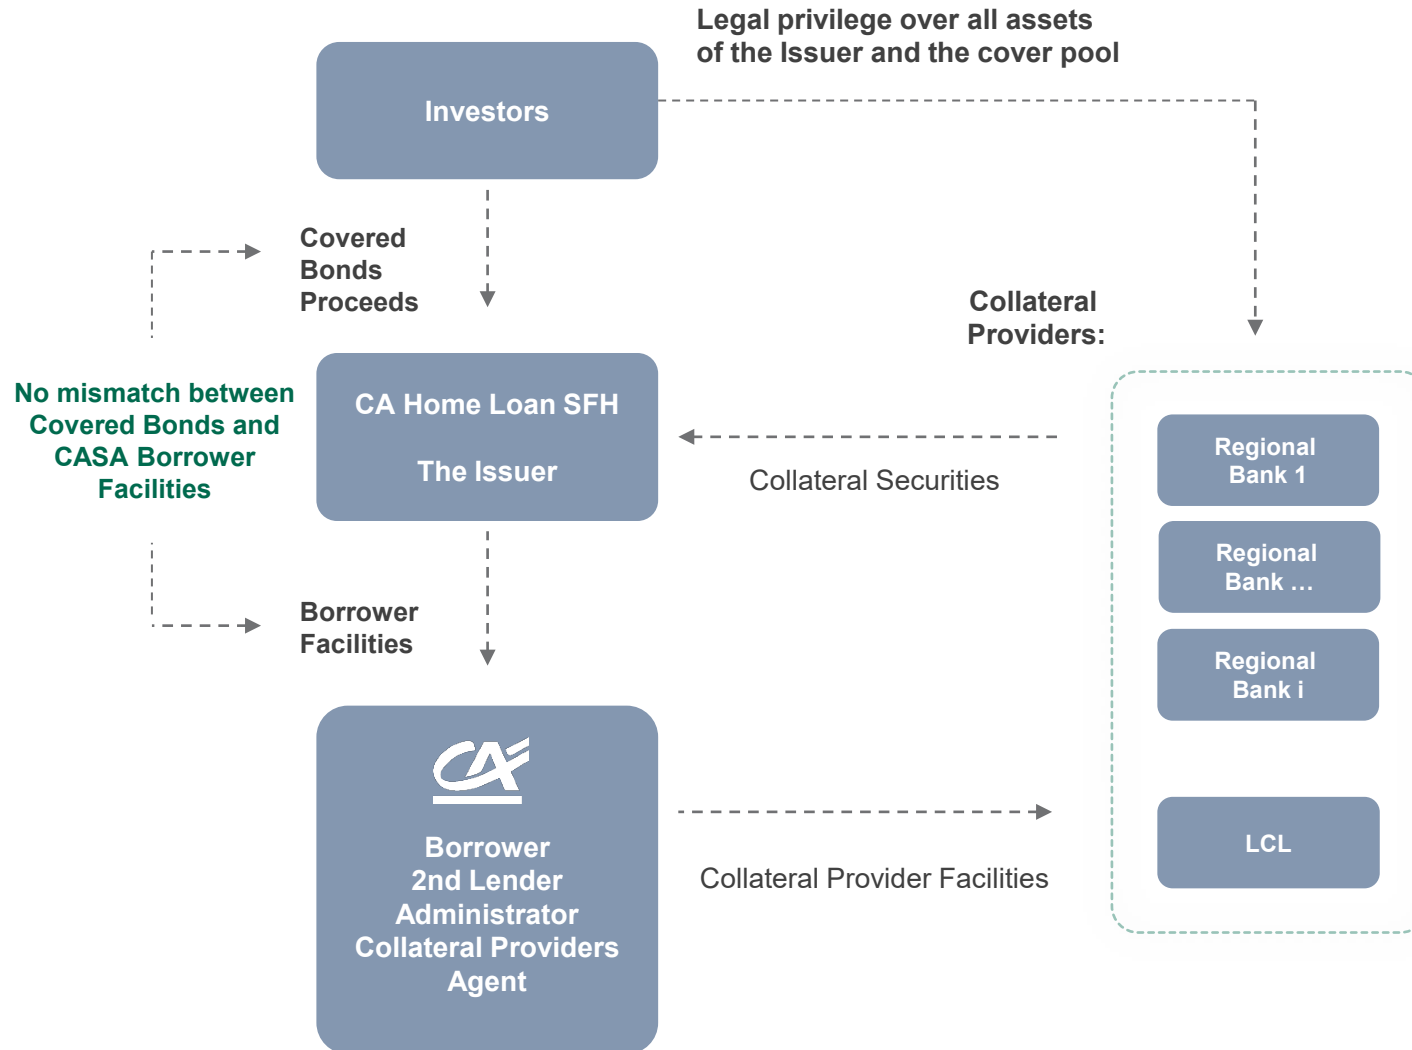 Legal privilege over all assets
of the Issuer and the cover pool
Investors
Covered
Bonds
Proceeds
Collateral
Providers:
No mismatch between
Covered Bonds and
CASA Borrower
Facilities
CA Home Loan SFH
The Issuer
Collateral Securities
Regional
Bank 1
Regional
Bank …
Regional
Bank i
LCL
Borrower
Facilities
CA
Borrower
2nd Lender
Administrator
Collateral Providers
Agent
Collateral Provider Facilities